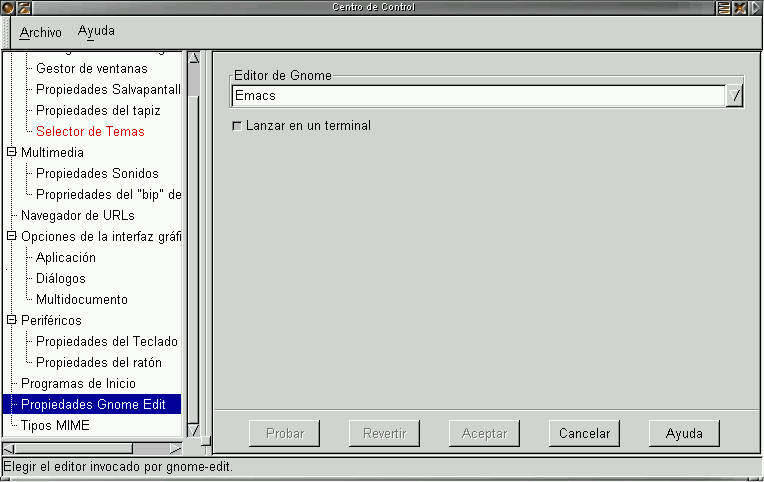 Centro de Control
Archivo Ayuda
Gestor de ventanas
Propiedades Salvapantall
Propiedades del tapiz
Selector de Temas
Multimedia
Propiedades Sonidos
Propriedades del "bip" de
Navegador de URLs
Opciones de la interfaz gráfi
Aplicación
Diálogos
Multidocumento
Periféricos
Propiedades del Teclado
Propiedades del ratón
Programas de Inicio
Propiedades Gnome Edit
Tipos MIME
Editor de Gnome
Emacs
Lanzar en un terminal
Probar Revertir Aceptar Cancelar Ayuda
Elegir el editor invocado por gnome-edit.